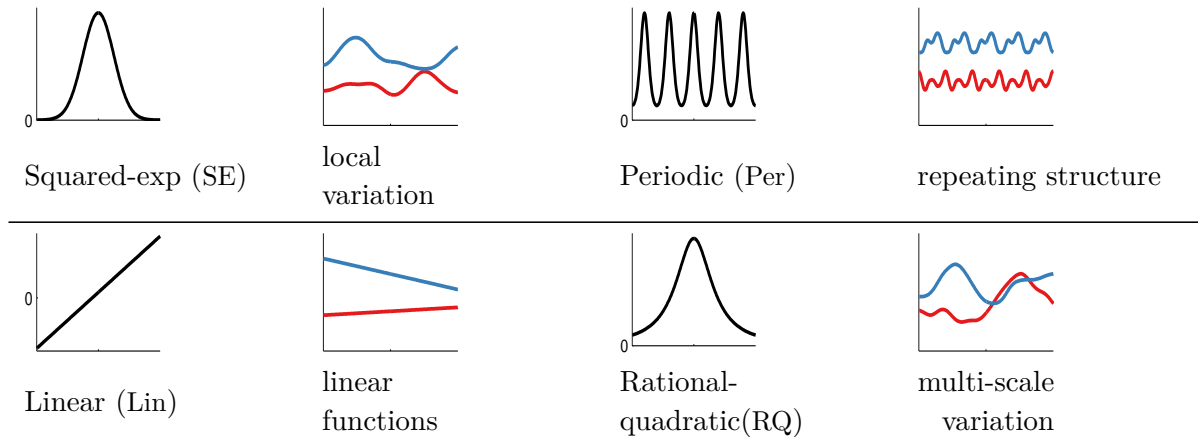 0
0
Squared-exp (SE)
local
variation
Periodic (Per)
repeating structure
0
0
Linear (Lin)
linear
functions
Rational-
quadratic(RQ)
multi-scale
variation